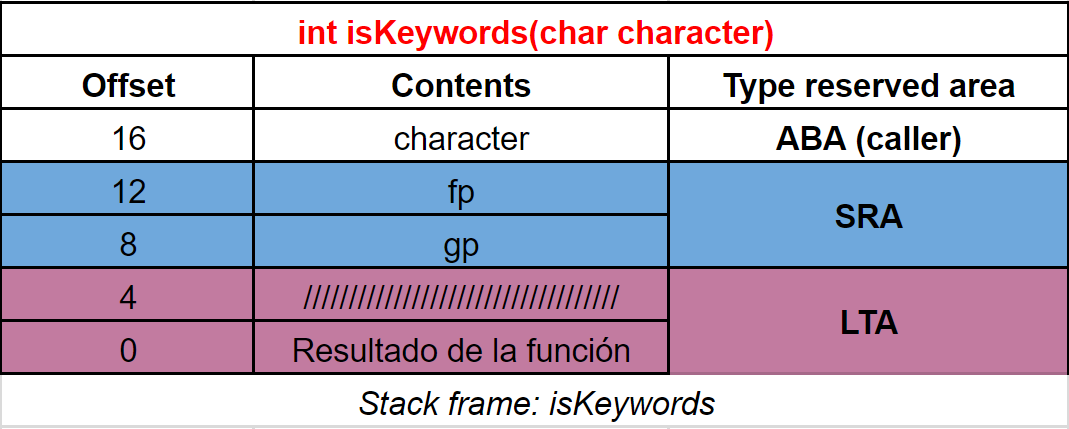 int isKeywords(char character)
Offset Contents Type reserved area
16 character ABA (caller)
12 fp SRA
8 gp
4 /////////////////////////////////// LTA
0 Resultado de la función
Stack frame: isKeywords